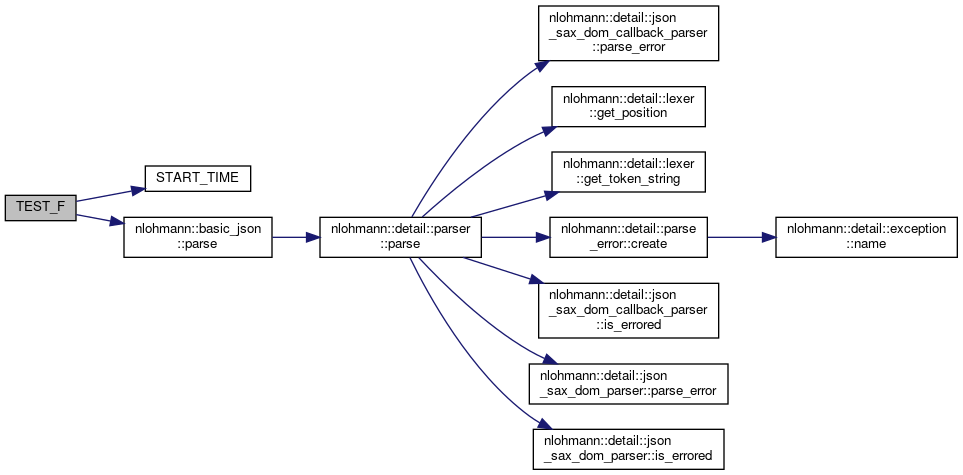 TEST_F
START_TIME
nlohmann::basic_json
::parse
nlohmann::detail::parser
::parse
nlohmann::detail::json
_sax_dom_callback_parser
::parse_error
nlohmann::detail::lexer
::get_position
nlohmann::detail::lexer
::get_token_string
nlohmann::detail::parse
_error::create
nlohmann::detail::exception
::name
nlohmann::detail::json
_sax_dom_callback_parser
::is_errored
nlohmann::detail::json
_sax_dom_parser::parse_error
nlohmann::detail::json
_sax_dom_parser::is_errored